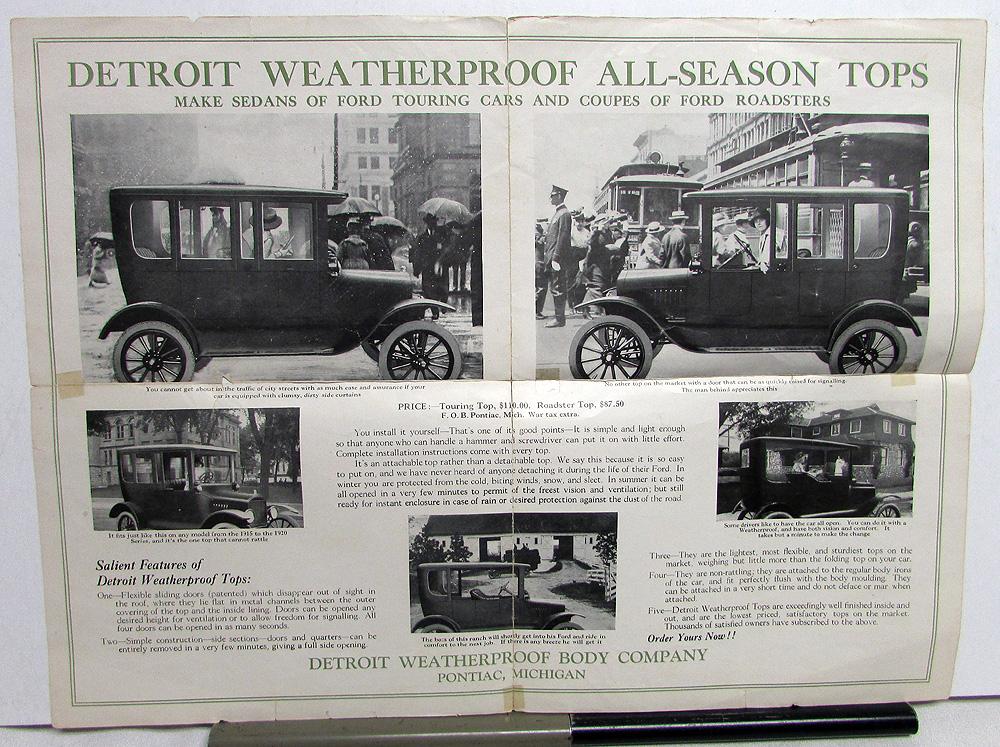 DETROIT WEATHERPROOF ALL-SEASON TOPS
MAKE SEDANS OF FORD TOURING CARS AND COUPES OF FORD ROADSTERS
You cannot get about in the traffic of city streets with as much ease and assurance if your
car is equipped with clumsy, dirty side curtains
No other top on the market with a door that can be as quickly raised for signalling.
The man behind appreciates this
PRICE:—Touring Top, $110.00, Roadster Top, $87.50
F. O. B. Pontiac, Mich. War tax extra.
You install it yourself—That's one of its good points—It is simple and light enough
so that anyone who can handle a hammer and screwdriver can put it on with little effort.
Complete installation instructions come with every top.
It's an attachable top rather than a detachable top. We say this because it is so easy
to put on, and we have never heard of anyone detaching it during the life of their Ford. In
winter you are protected from the cold, biting winds, snow, and sleet. In summer it can be
all opened in a very few minutes to permit of the freest vision and ventilation; but still
ready for instant enclosure in case of rain or desired protection against the dust of the road.
It fits just like this on any model from the 1915 to the 1920
Series, and it's the one top that cannot rattle
Some drivers like to have the car all open. You can do it with a
Weatherproof, and have both vision and comfort. It
takes but a minute to make the change
Salient Features of
Detroit Weatherproof Tops:
One—Flexible sliding doors (patented) which disappear out of sight in
the roof, where they lie flat in metal channels between the outer
covering of the top and the inside lining. Doors can be opened any
desired height for ventilation or to allow freedom for signalling. All
four doors can be opened in as many seconds.
Two—Simple construction—side sections—doors and quarters—can be
entirely removed in a very few minutes, giving a full side opening.
The boss of this ranch will shortly get into his Ford and ride in
comfort to the next job. If there is any breeze he will get it
Three—They are the lightest, most flexible, and sturdiest tops on the
market, weighing but little more than the folding top on your car.
Four—They are non-rattling; they are attached to the regular body irons
of the car, and fit perfectly flush with the body moulding. They
can be attached in a very short time and do not deface or mar when
attached.
Five—Detroit Weatherproof Tops are exceedingly well finished inside and
out, and are the lowest priced, satisfactory tops on the market.
Thousands of satisfied owners have subscribed to the above.
Order Yours Now!!
DETROIT WEATHERPROOF BODY COMPANY
PONTIAC, MICHIGAN